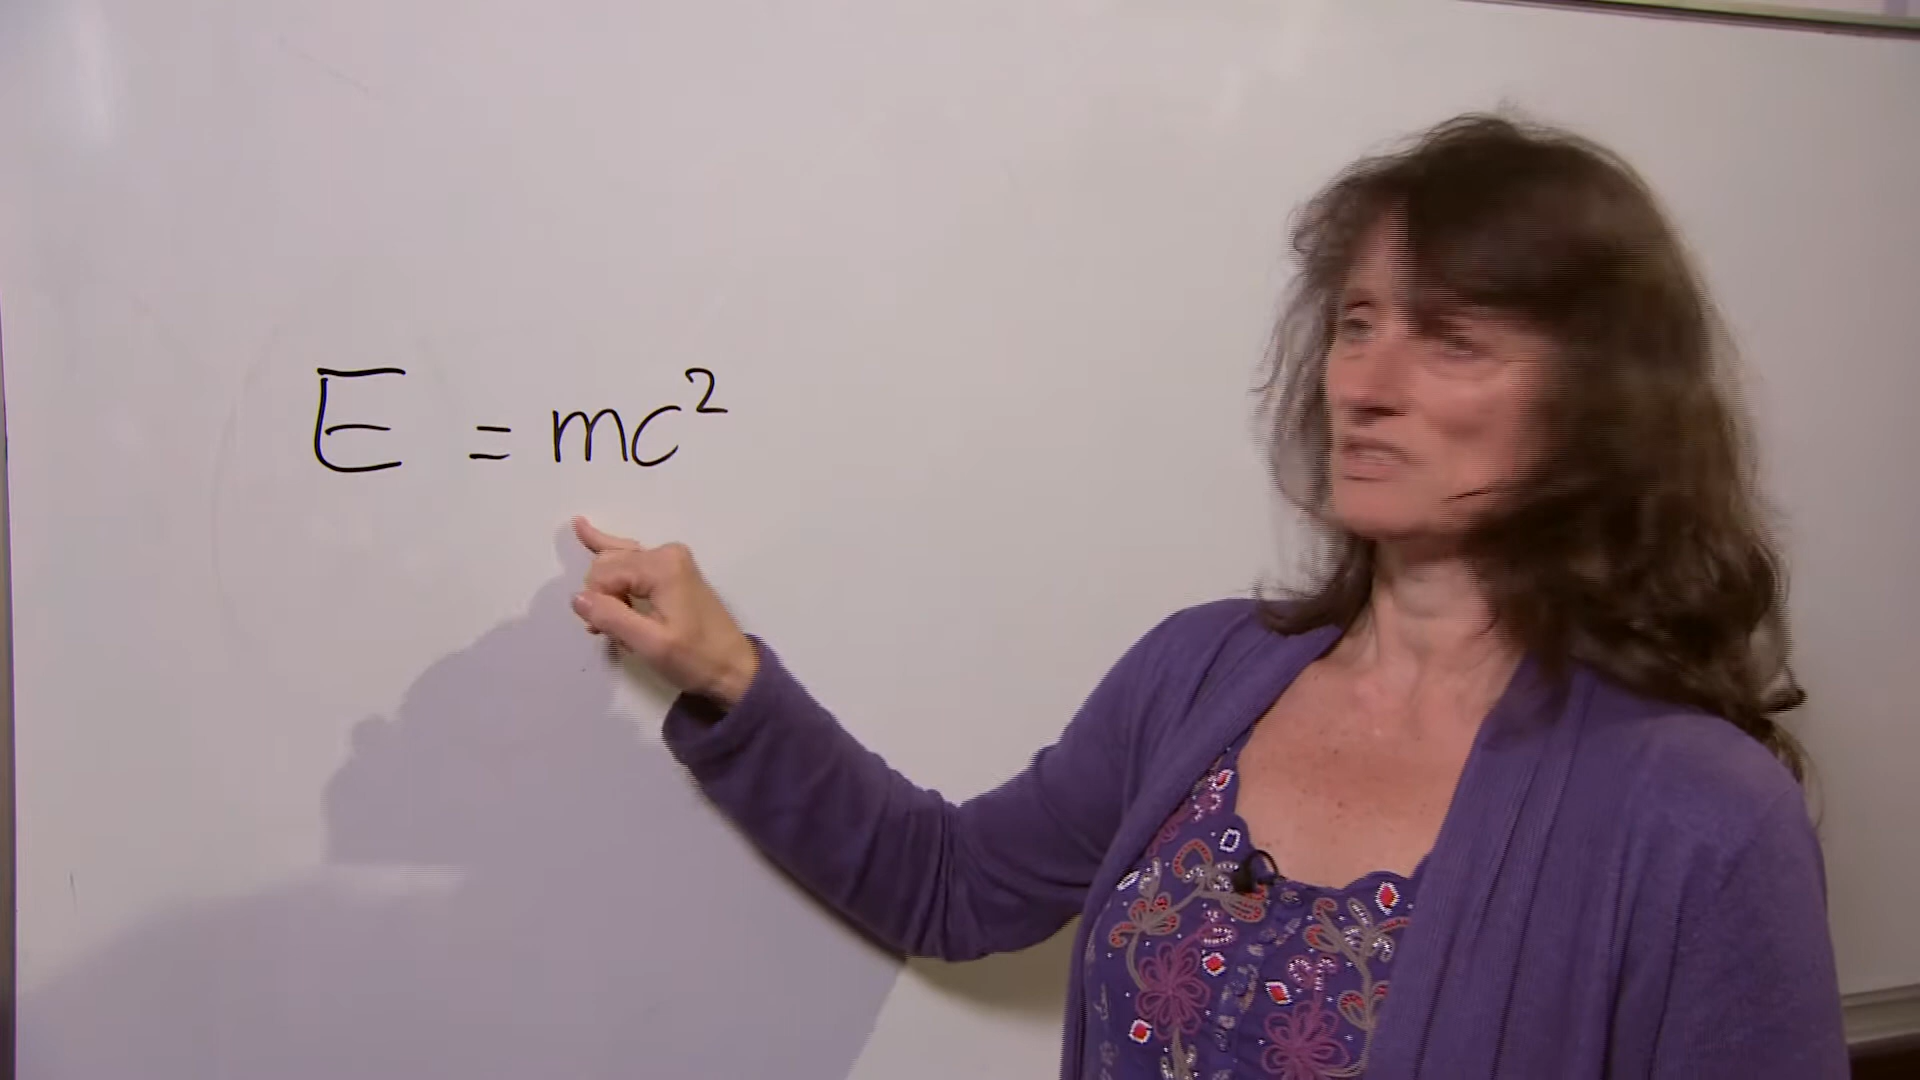 E = mc²